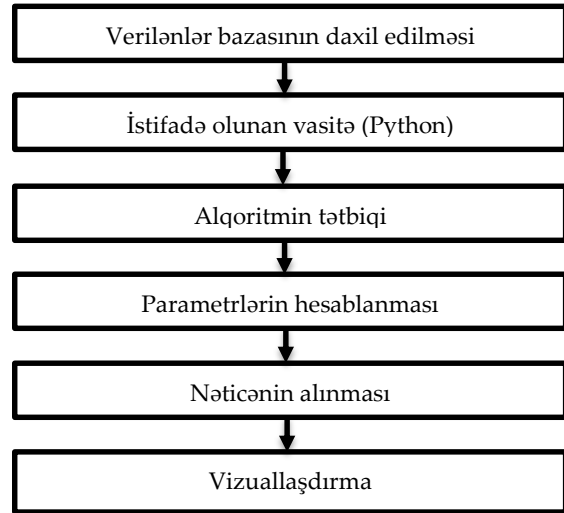 Verilənlər bazasının daxil edilməsi
İstifadə olunan vasitə (Python)
Alqoritmin tətbiqi
Parametrlərin hesablanması
Nəticənin alınması
Vizuallaşdırma